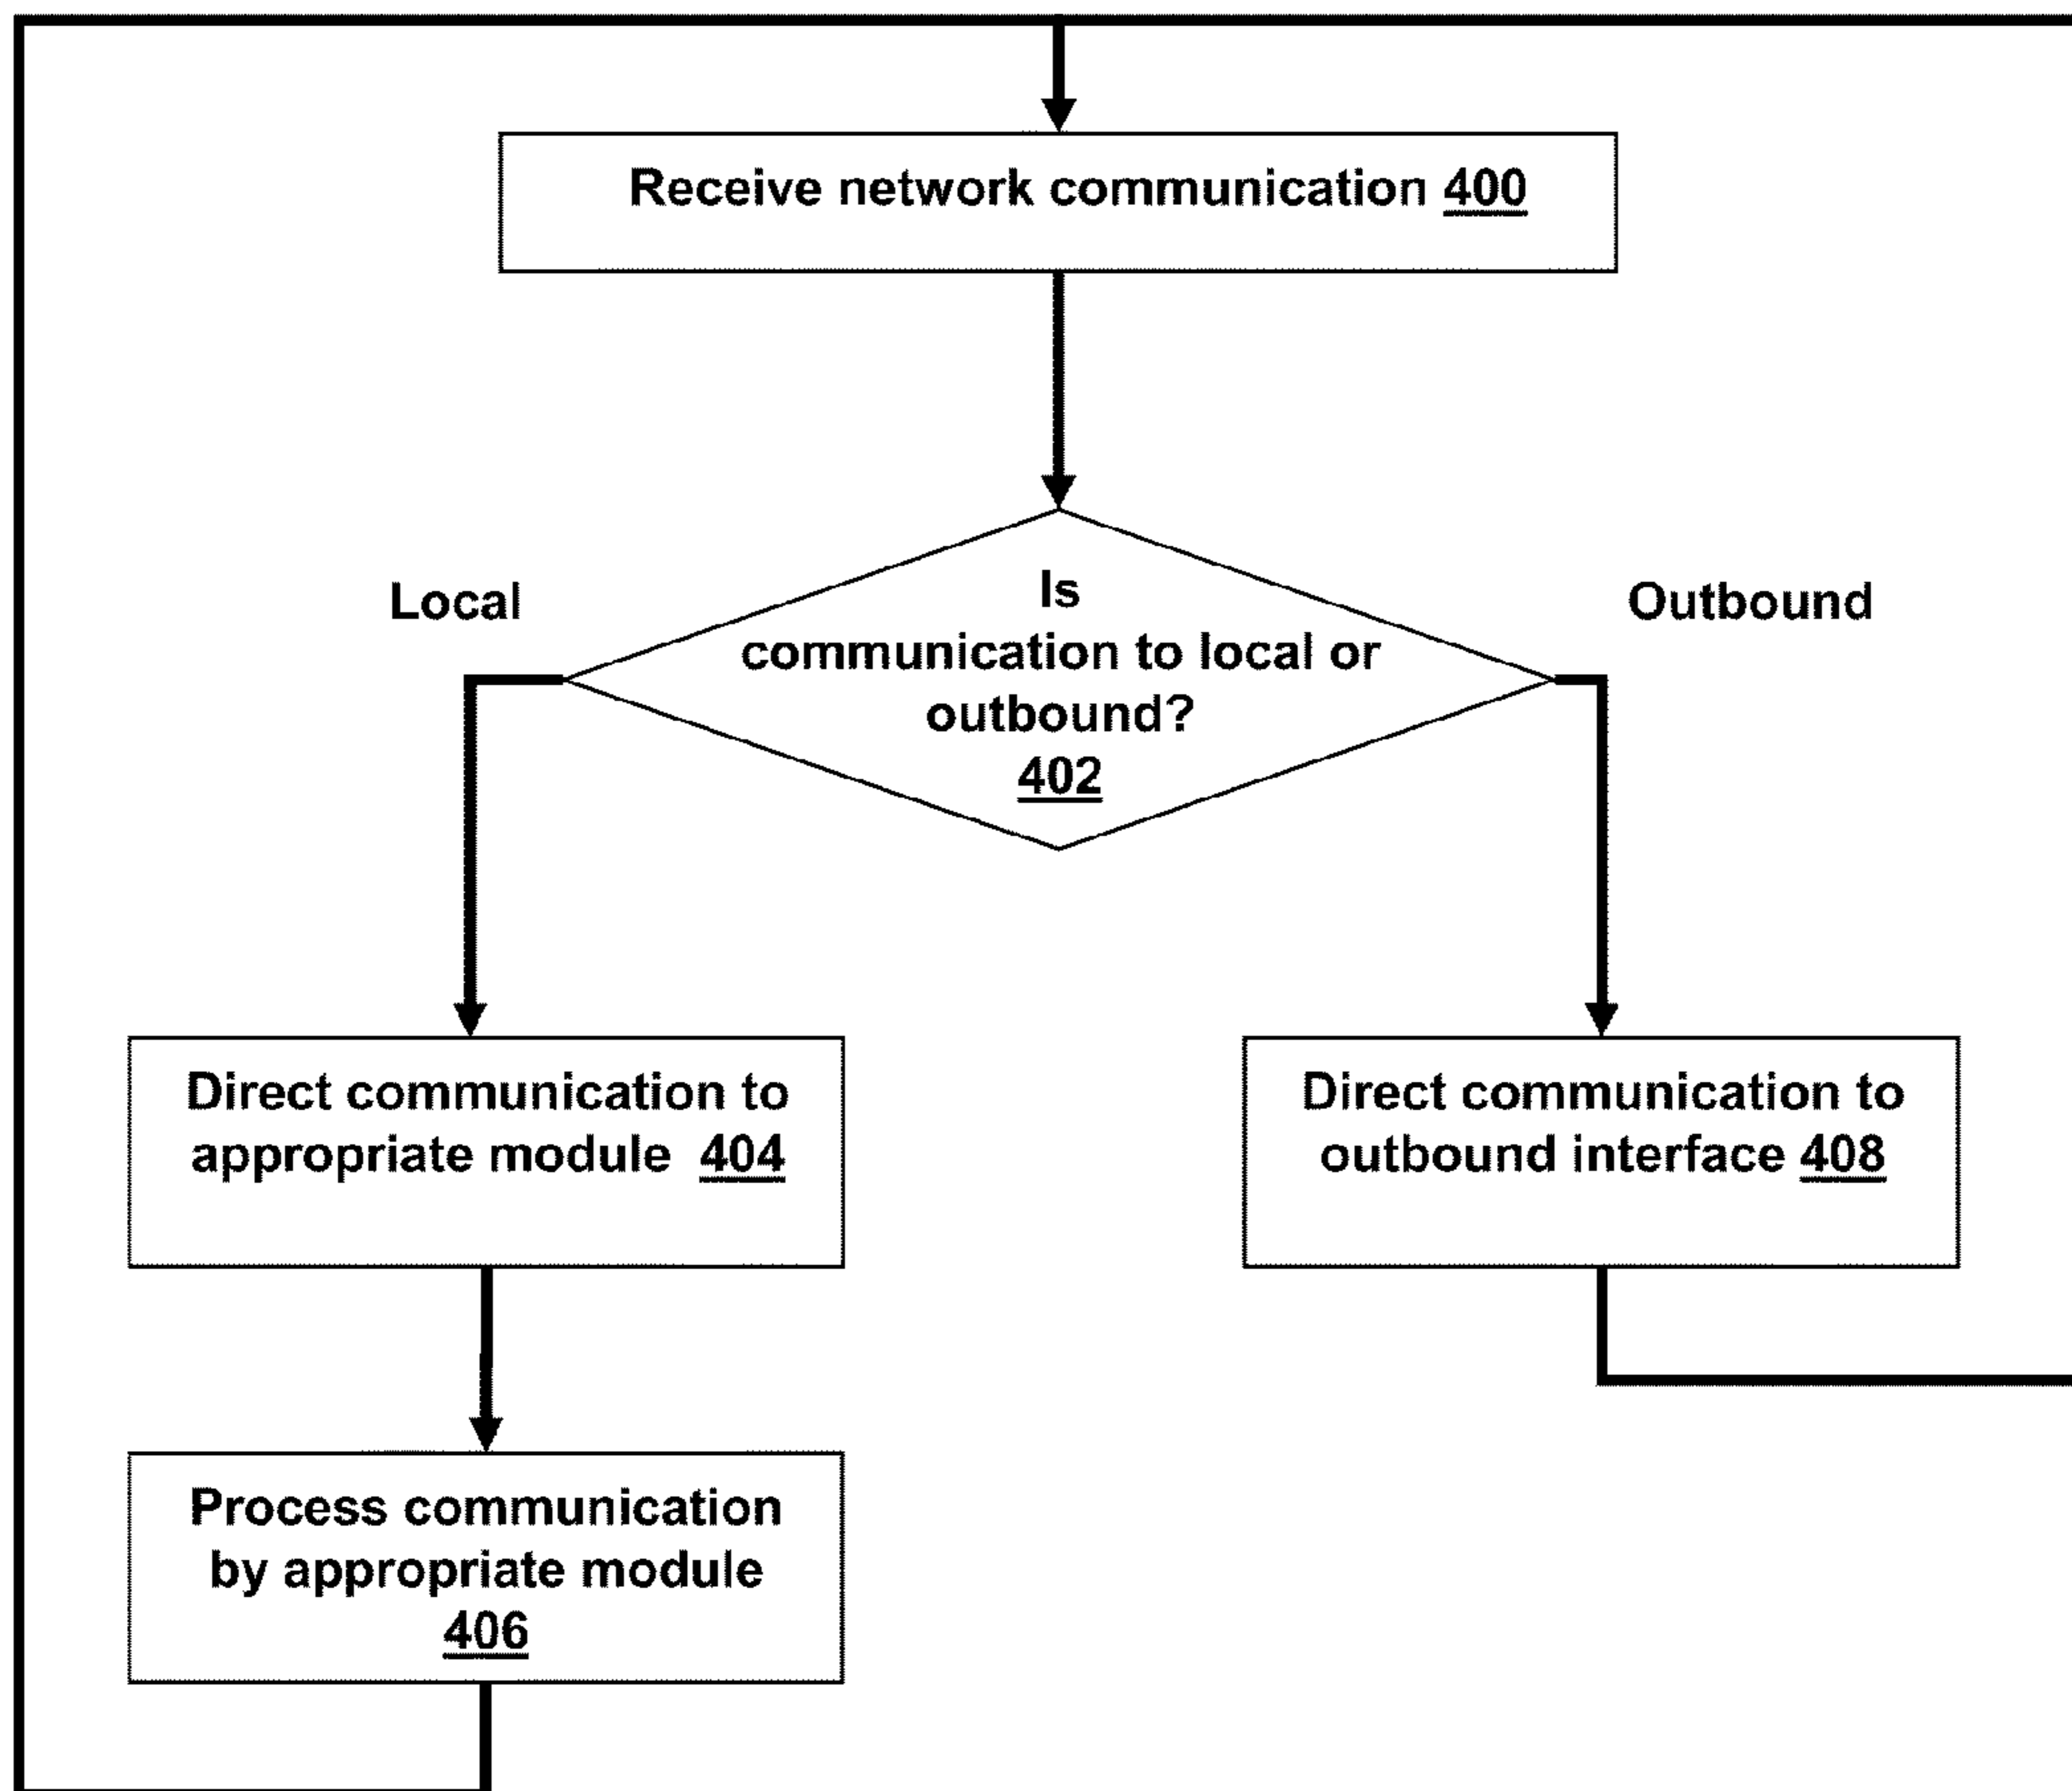 Receive network communication 400
Is
communication to local or
outbound?
402
Local
Outbound
Direct communication to
appropriate module 404
Direct communication to
outbound interface 408
Process communication
by appropriate module
406